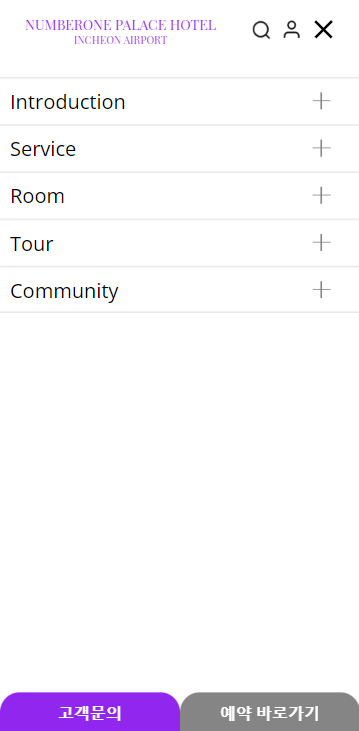 NUMBERONE PALACE HOTEL
INCHEON AIRPORT
Introduction
Service
Room
Tour
Community
고객문의
예약 바로가기